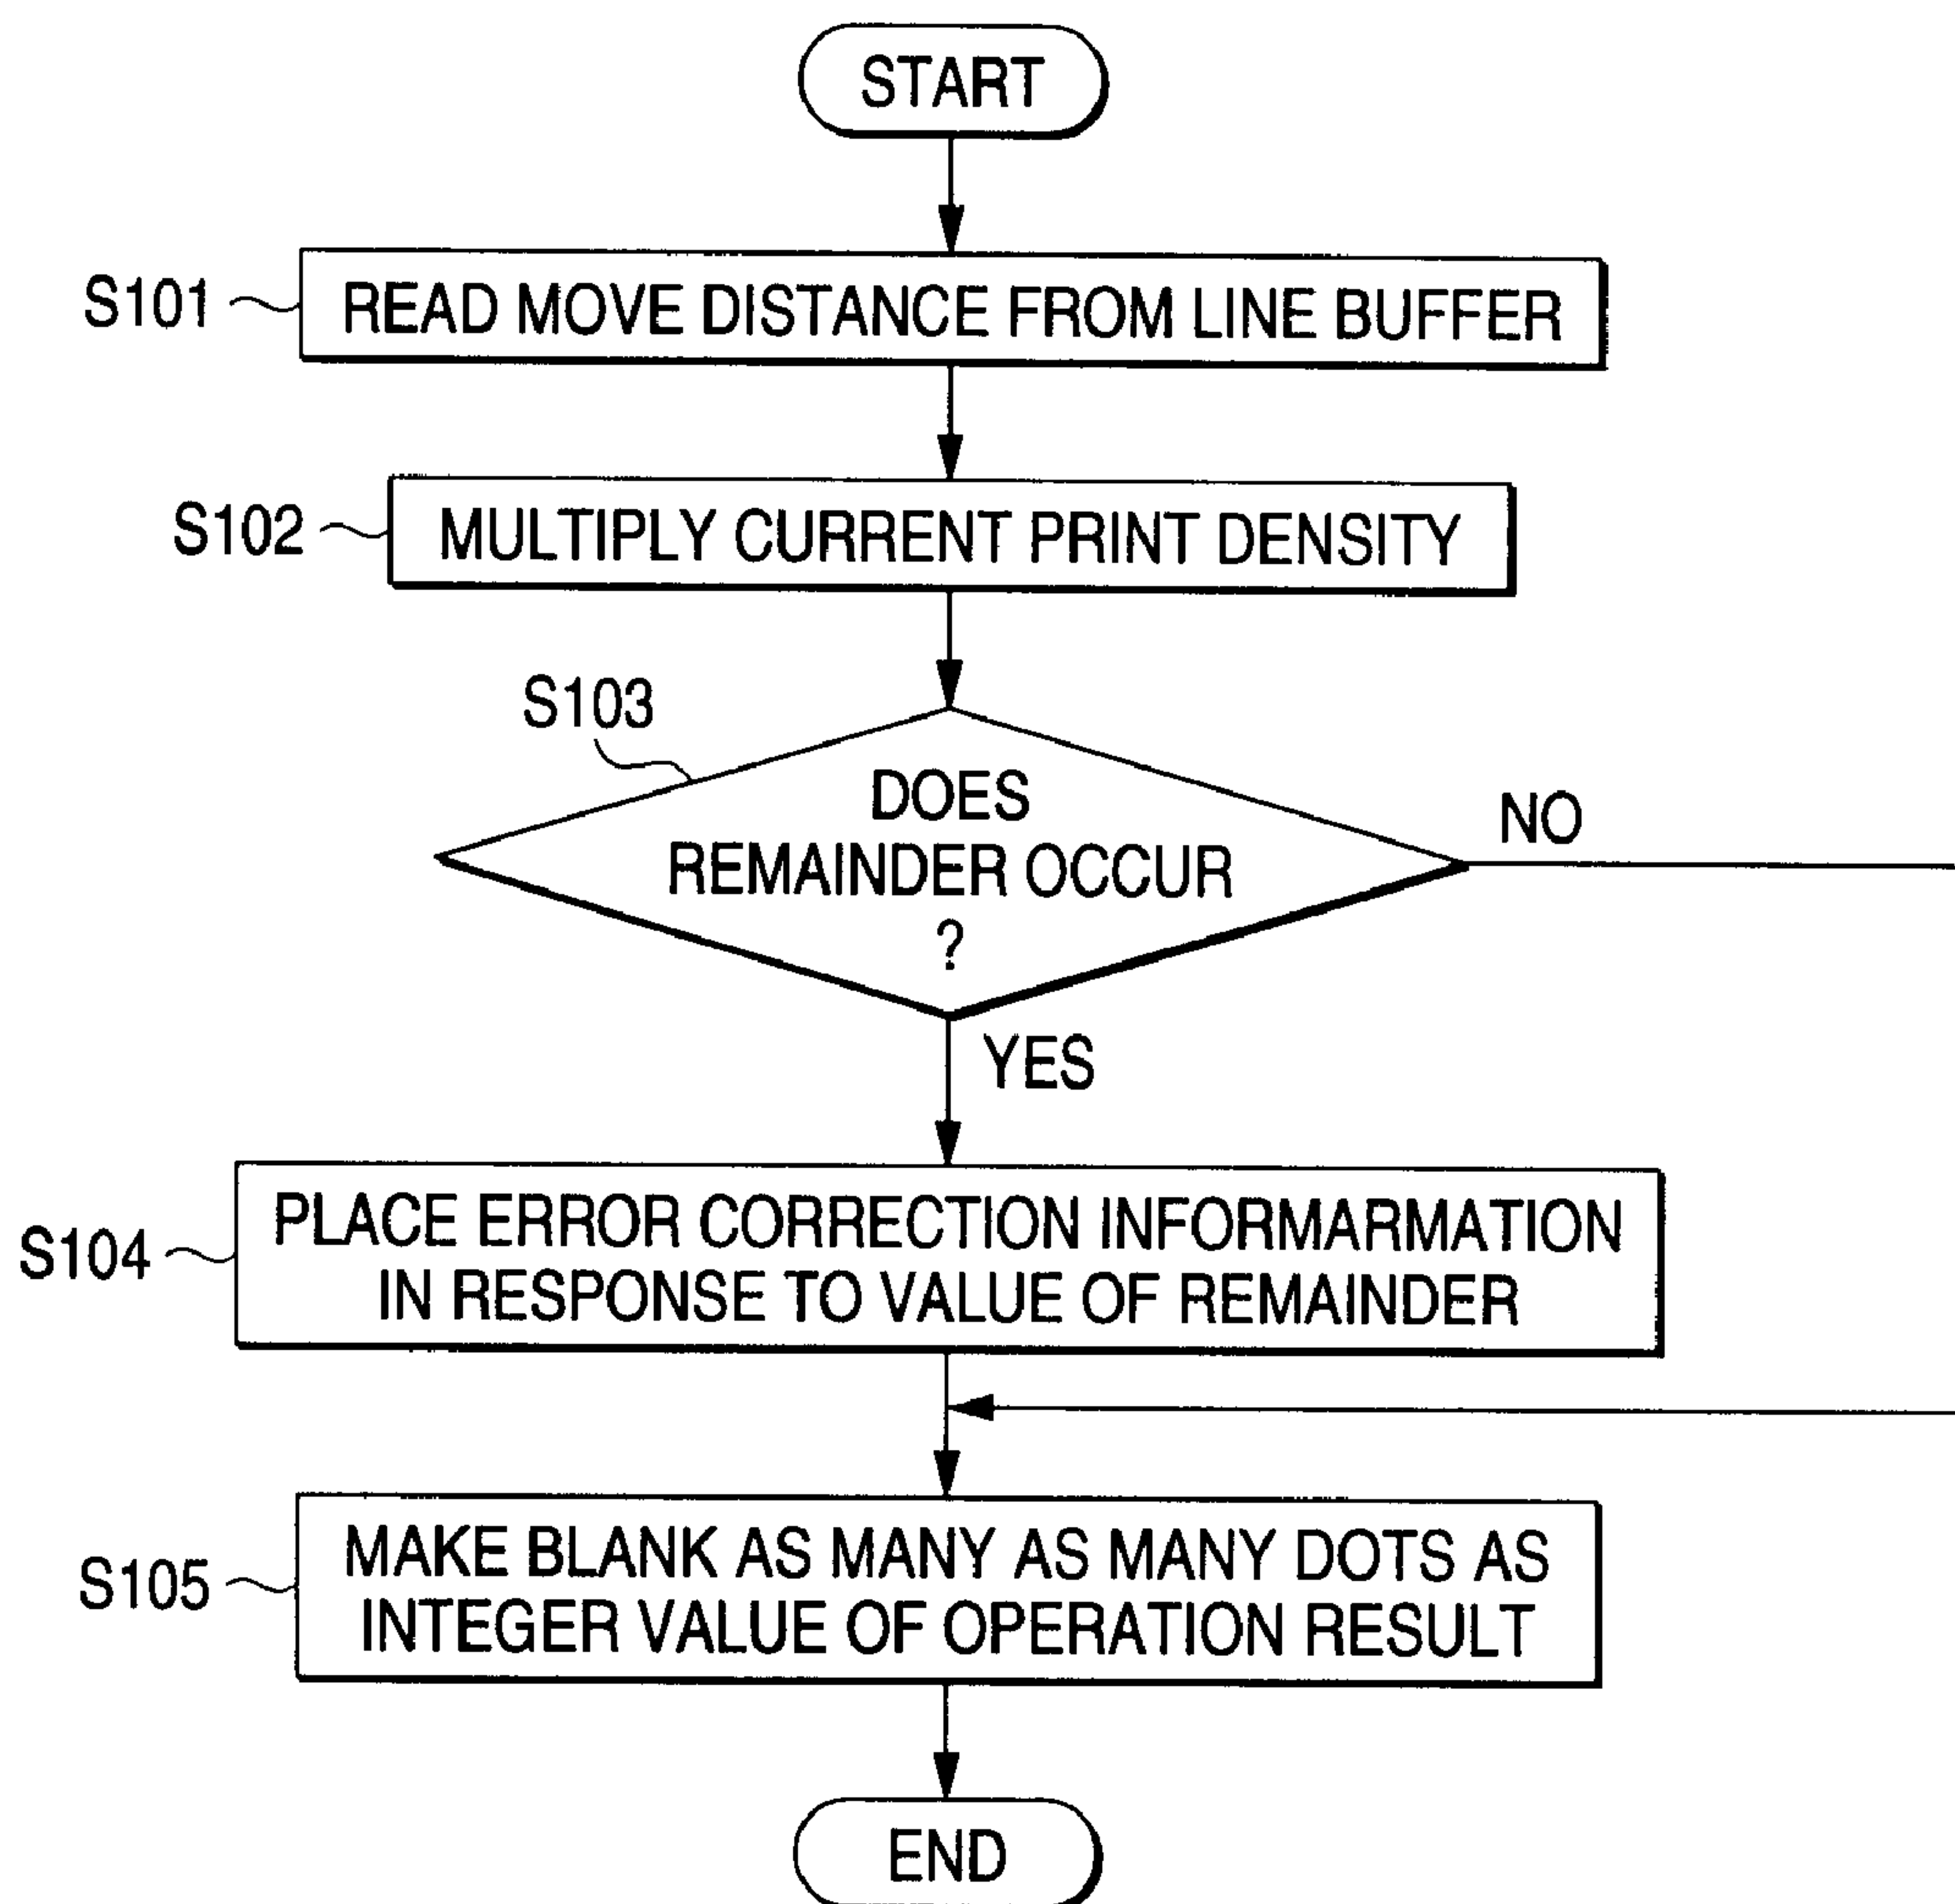 START
S101
READ MOVE DISTANCE FROM LINE BUFFER
S102
MULTIPLY CURRENT PRINT DENSITY
S103
DOES
REMAINDER OCCUR
?
NO
YES
S104
PLACE ERROR CORRECTION INFORMARMATION
IN RESPONSE TO VALUE OF REMAINDER
S105
MAKE BLANK AS MANY AS MANY DOTS AS
INTEGER VALUE OF OPERATION RESULT
END